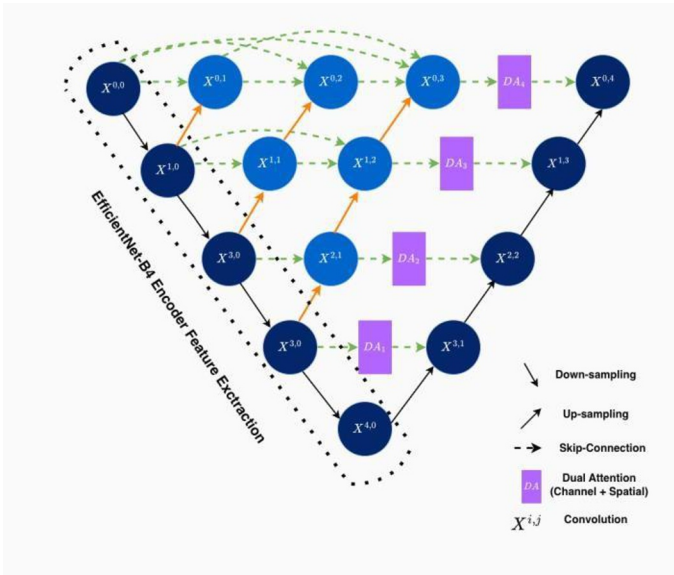 X^{0,0}
X^{0,1}
X^{0,2}
X^{0,3}
DA_4
X^{0,4}
X^{1,0}
X^{1,1}
X^{1,2}
DA_3
X^{1,3}
X^{3,0}
X^{2,1}
DA_2
X^{2,2}
X^{3,0}
DA_1
X^{3,1}
X^{4,0}
EfficientNet-B4 Encoder Feature Exctraction
Down-sampling
Up-sampling
Skip-Connection
DA
Dual Attention
(Channel + Spatial)
X^{i,j}
Convolution